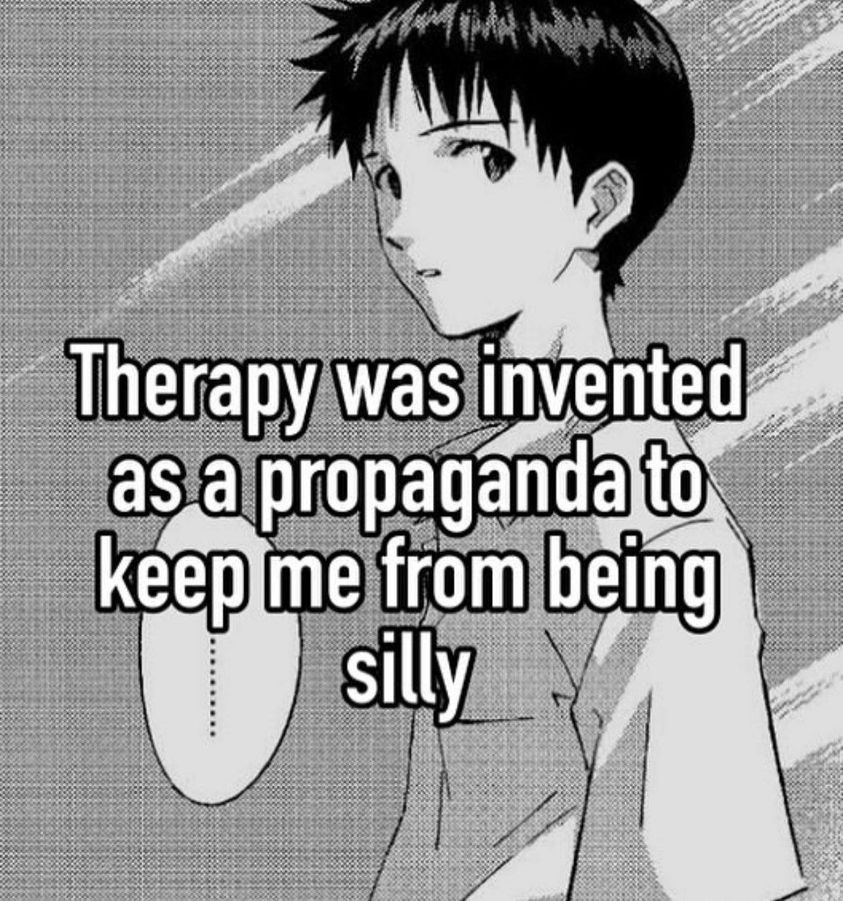 Therapy was invented
as a propaganda to
keep me from being
silly
.........